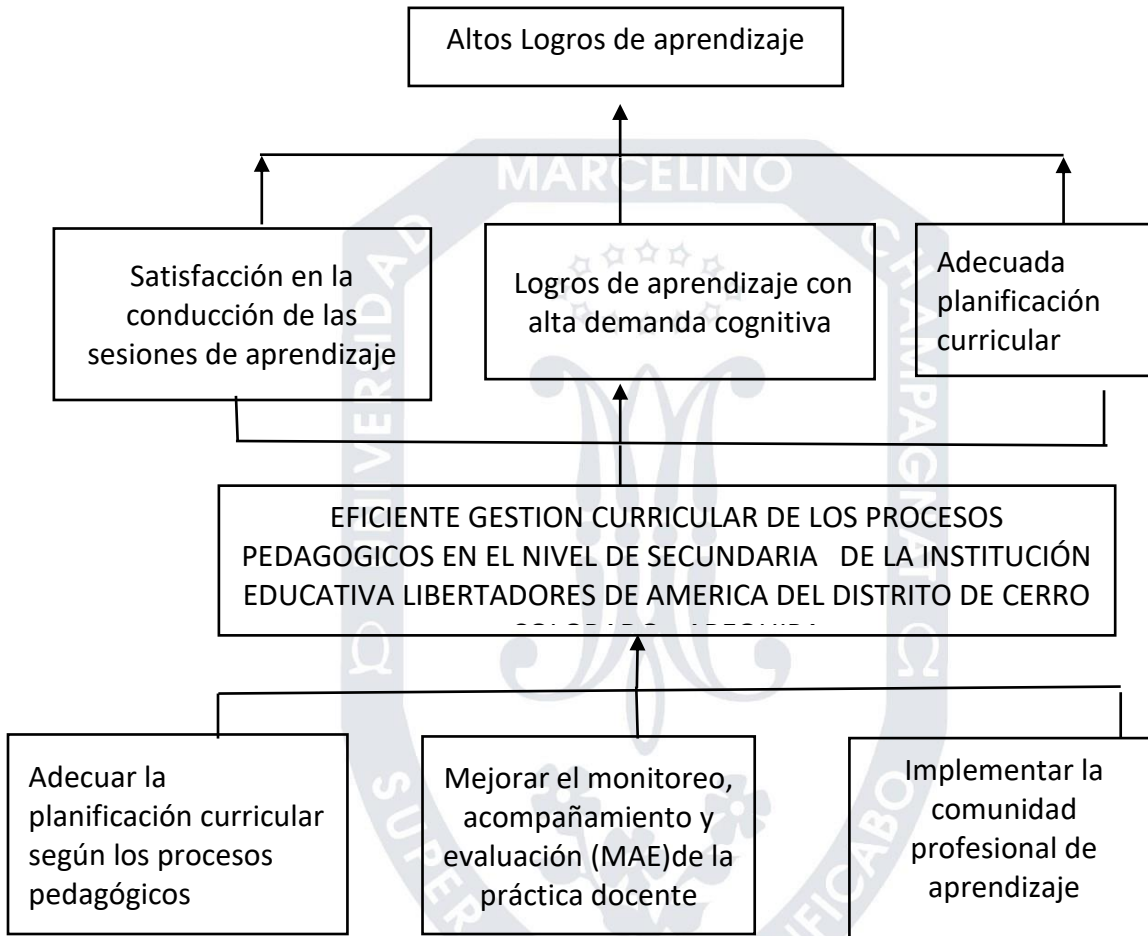 Altos Logros de aprendizaje
MARCELINO
UNIVERSIDAD
CHAMPAGNAT
Satisfacción en la
conducción de las
sesiones de aprendizaje
Logros de aprendizaje con
alta demanda cognitiva
Adecuada
planificación
curricular
EFICIENTE GESTION CURRICULAR DE LOS PROCESOS
PEDAGOGICOS EN EL NIVEL DE SECUNDARIA DE LA INSTITUCIÓN
EDUCATIVA LIBERTADORES DE AMERICA DEL DISTRITO DE CERRO
Adecuar la
planificación curricular
según los procesos
pedagógicos
Mejorar el monitoreo,
acompañamiento y
evaluación (MAE)de la
práctica docente
Implementar la
comunidad
profesional de
aprendizaje